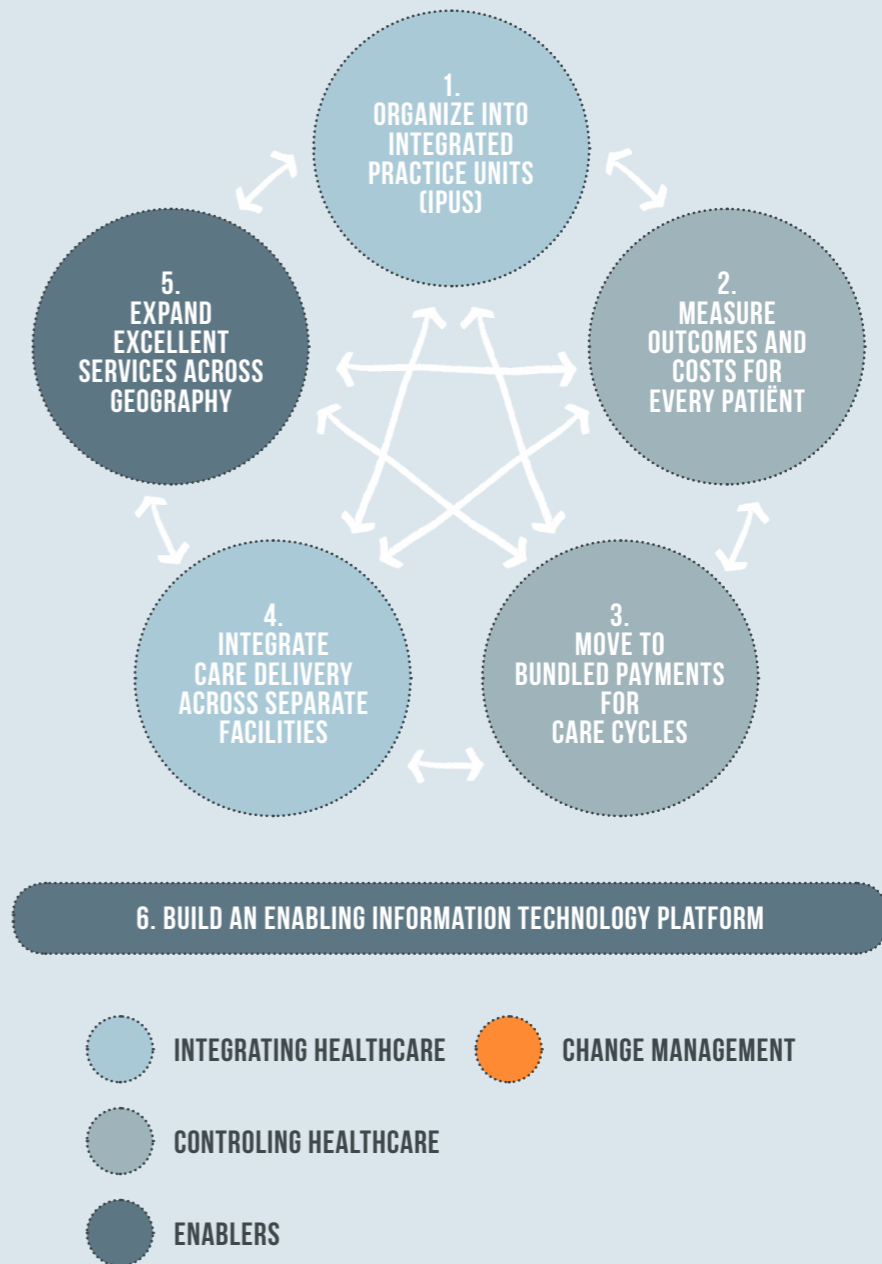 1.
ORGANIZE INTO
INTEGRATED
PRACTICE UNITS
(IPUS)
2.
MEASURE
OUTCOMES AND
COSTS FOR
EVERY PATIËNT
3.
MOVE TO
BUNDLED PAYMENTS
FOR
CARE CYCLES
4.
INTEGRATE
CARE DELIVERY
ACROSS SEPARATE
FACILITIES
5.
EXPAND
EXCELLENT
SERVICES ACROSS
GEOGRAPHY
6. BUILD AN ENABLING INFORMATION TECHNOLOGY PLATFORM
INTEGRATING HEALTHCARE
CHANGE MANAGEMENT
CONTROLING HEALTHCARE
ENABLERS